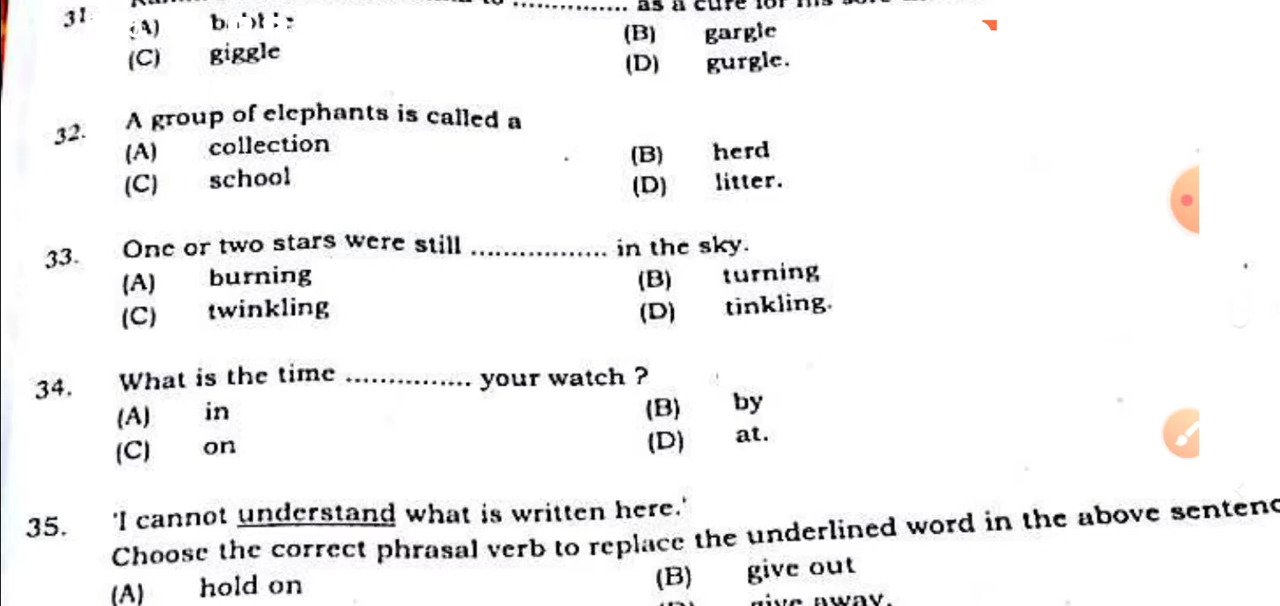 31. as a cure for his
(A) (B) gargle
(C) giggle (D) gurgle.
32. A group of elephants is called a
(A) collection (B) herd
(C) school (D) litter.
33. One or two stars were still ................. in the sky.
(A) burning (B) turning
(C) twinkling (D) tinkling.
34. What is the time ............... your watch ?
(A) in (B) by
(C) on (D) at.
35. 'I cannot understand what is written here.'
Choose the correct phrasal verb to replace the underlined word in the above sentenc
(A) hold on (B) give out
give away.